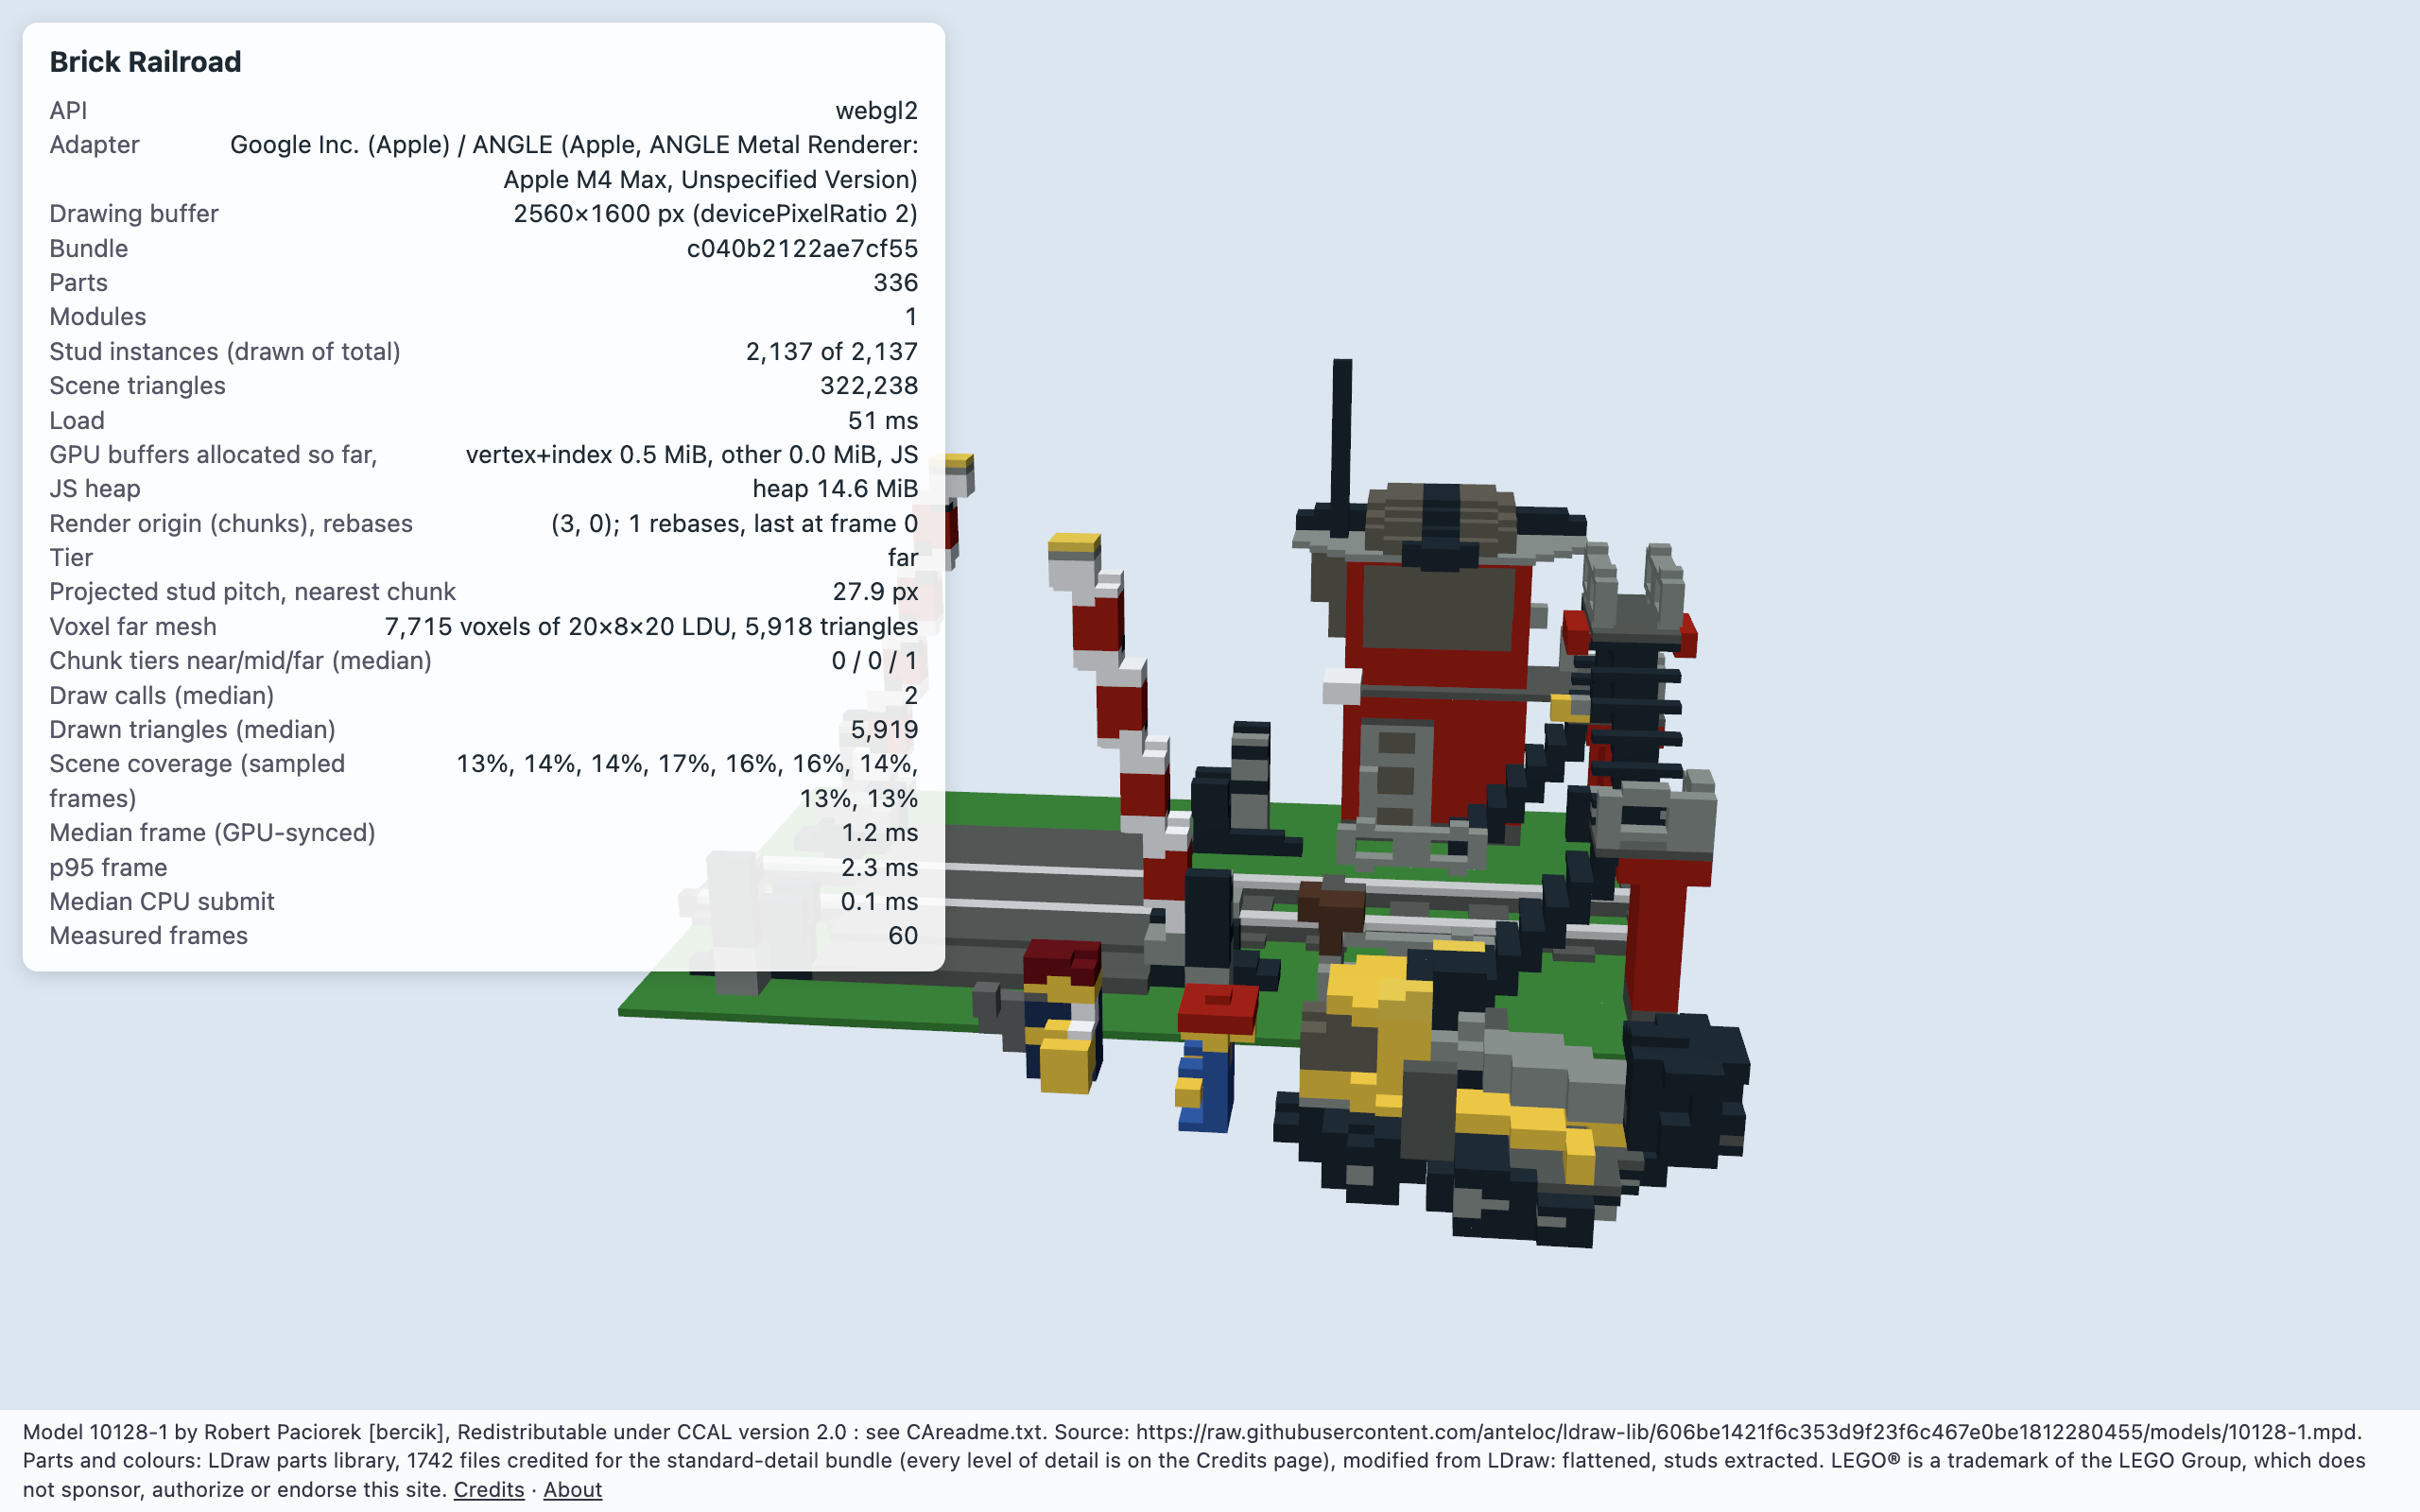 Brick Railroad
API webgl2
Adapter Google Inc. (Apple) / ANGLE (Apple, ANGLE Metal Renderer:
Apple M4 Max, Unspecified Version)
Drawing buffer 2560×1600 px (devicePixelRatio 2)
Bundle c040b2122ae7cf55
Parts 336
Modules 1
Stud instances (drawn of total) 2,137 of 2,137
Scene triangles 322,238
Load 51 ms
GPU buffers allocated so far, vertex+index 0.5 MiB, other 0.0 MiB, JS
JS heap heap 14.6 MiB
Render origin (chunks), rebases (3, 0); 1 rebases, last at frame 0
Tier far
Projected stud pitch, nearest chunk 27.9 px
Voxel far mesh 7,715 voxels of 20×8×20 LDU, 5,918 triangles
Chunk tiers near/mid/far (median) 0 / 0 / 1
Draw calls (median) 2
Drawn triangles (median) 5,919
Scene coverage (sampled 13%, 14%, 14%, 17%, 16%, 16%, 14%,
frames) 13%, 13%
Median frame (GPU-synced) 1.2 ms
p95 frame 2.3 ms
Median CPU submit 0.1 ms
Measured frames 60
Model 10128-1 by Robert Paciorek [bercik], Redistributable under CCAL version 2.0 : see CAreadme.txt. Source: https://raw.githubusercontent.com/anteloc/ldraw-lib/606be1421f6c353d9f23f6c467e0be1812280455/models/10128-1.mpd.
Parts and colours: LDraw parts library, 1742 files credited for the standard-detail bundle (every level of detail is on the Credits page), modified from LDraw: flattened, studs extracted. LEGO® is a trademark of the LEGO Group, which does
not sponsor, authorize or endorse this site. Credits · About